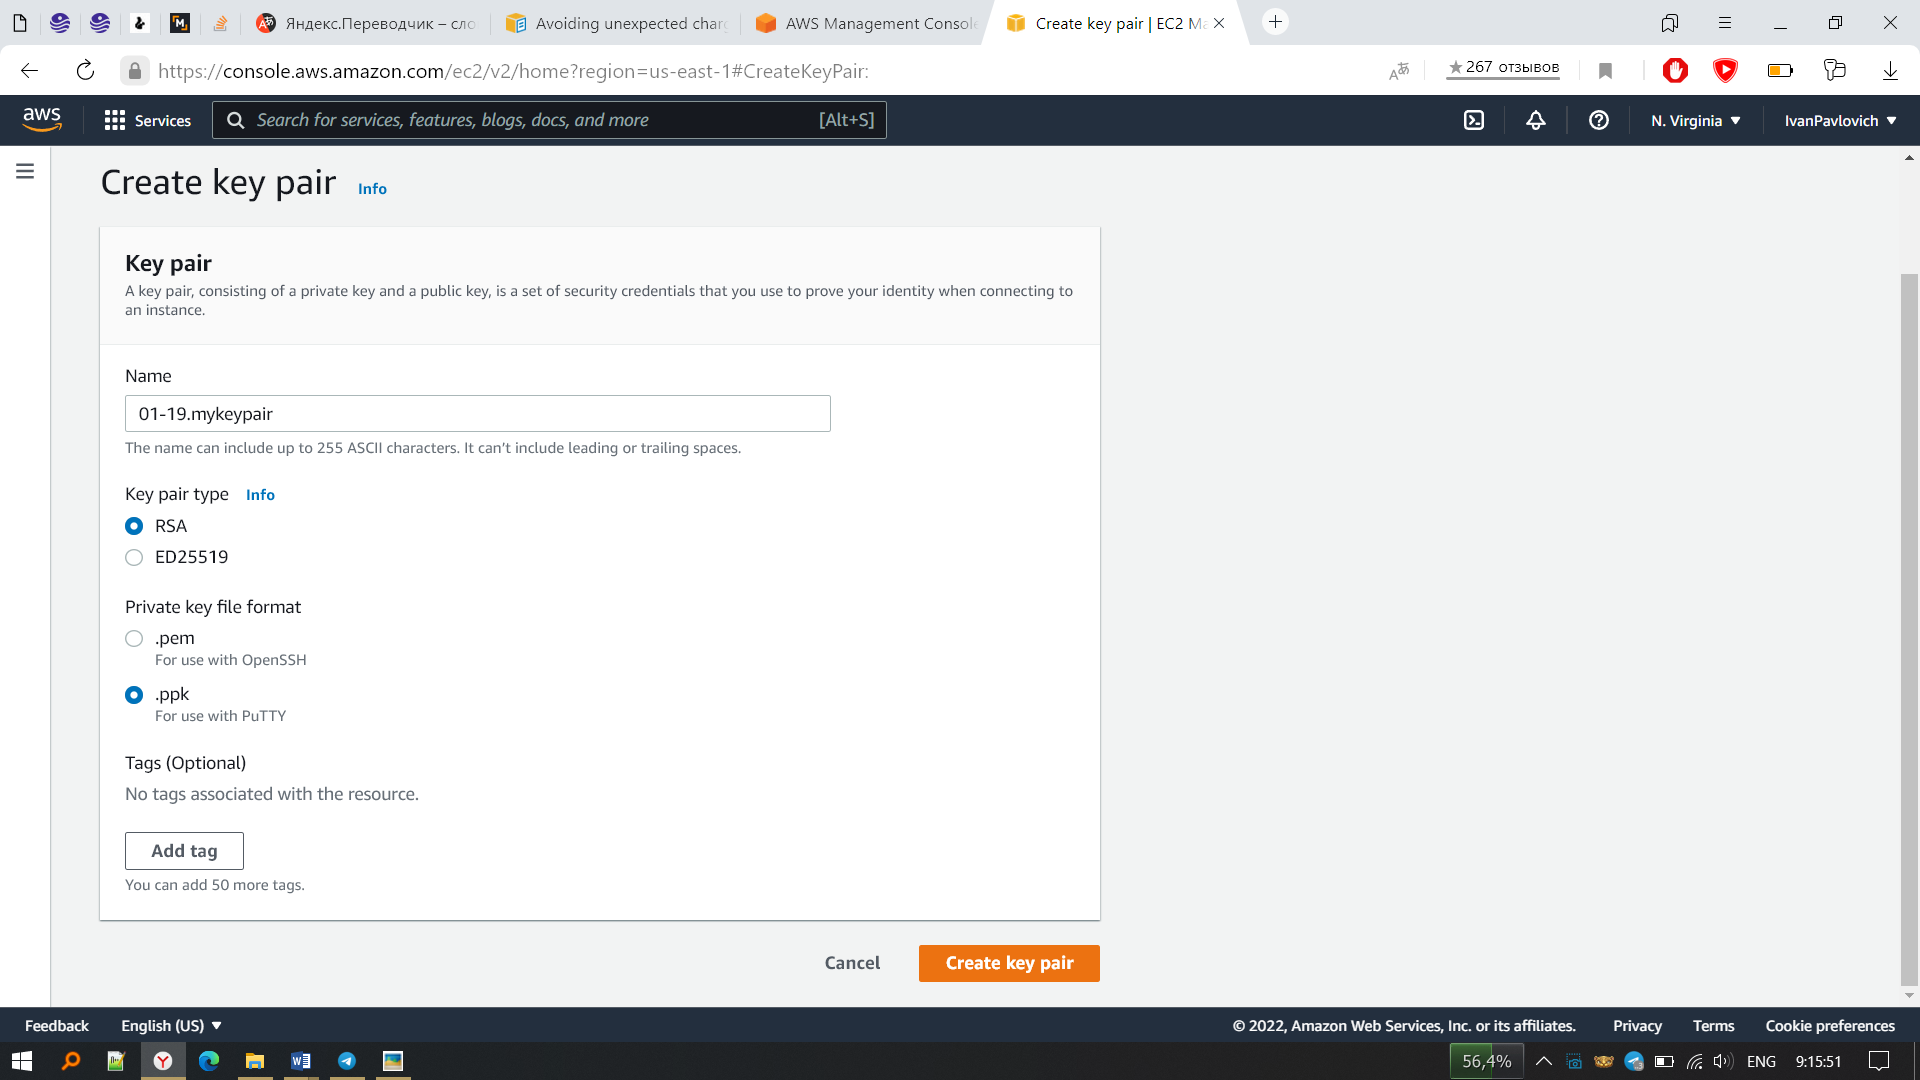 Яндекс.Переводчик – сло
Avoiding unexpected char
AWS Management Consol
Create key pair | EC2 M
https://console.aws.amazon.com/ec2/v2/home?region=us-east-1#CreateKeyPair:
★267 отзывов
aws
Services
Search for services, features, blogs, docs, and more
[Alt+S]
N. Virginia ▼
IvanPavlovich ▼
Create key pair
Info
Key pair
A key pair, consisting of a private key and a public key, is a set of security credentials that you use to prove your identity when connecting to
an instance.
Name
01-19.mykeypair
The name can include up to 255 ASCII characters. It can't include leading or trailing spaces.
Key pair type Info
RSA
ED25519
Private key file format
.pem
For use with OpenSSH
.ppk
For use with PuTTY
Tags (Optional)
No tags associated with the resource.
Add tag
You can add 50 more tags.
Cancel
Create key pair
Feedback
English (US) ▼
© 2022, Amazon Web Services, Inc. or its affiliates.
Privacy
Terms
Cookie preferences
56,4%
ENG
9:15:51